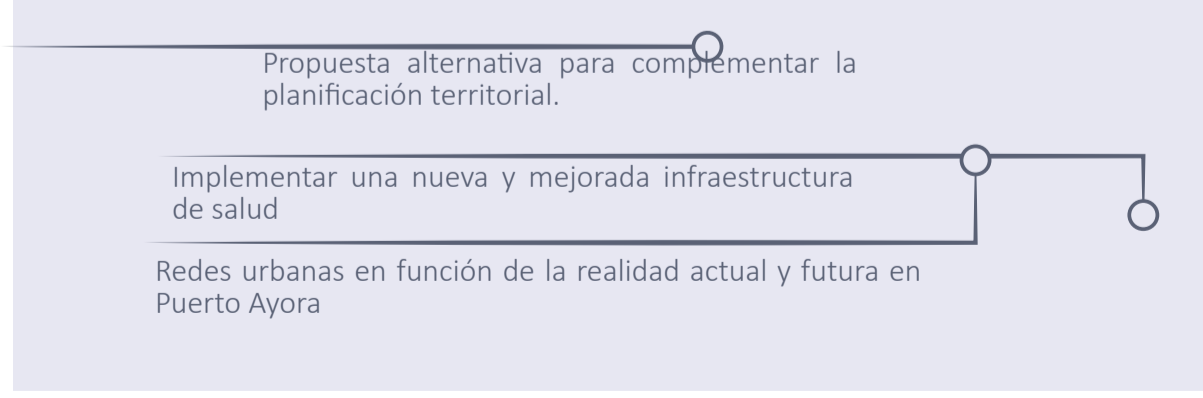 Propuesta alternativa para complementar la
planificación territorial.
Implementar una nueva y mejorada infraestructura
de salud
Redes urbanas en función de la realidad actual y futura en
Puerto Ayora